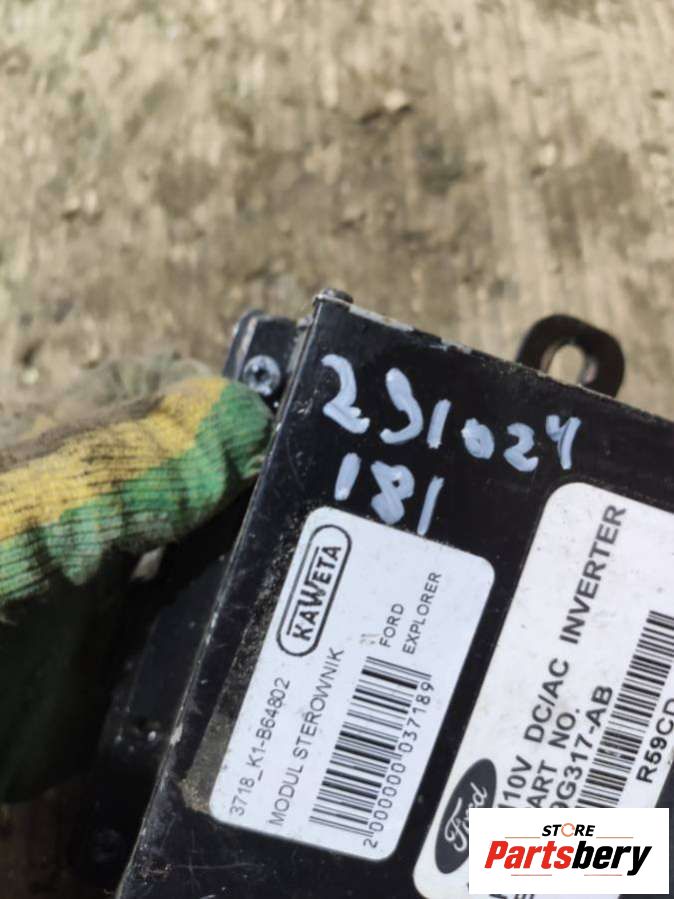 231024
181
KAWETA
3718_K1-B64802
MODUL STEROWNIK
FORD
EXPLORER
2000000037189
Ford
110V DC/AC INVERTER
PART NO.
G317-AB
R59CD
STORE
Partsbery